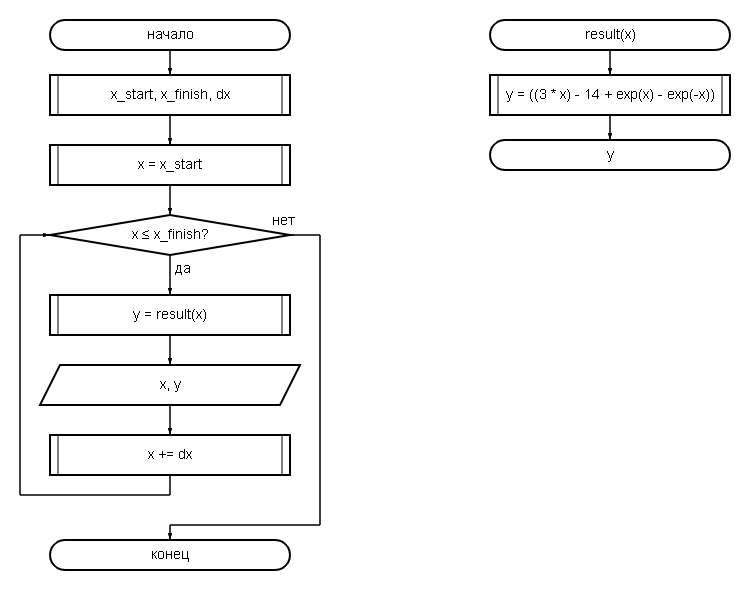 начало
x_start, x_finish, dx
x = x_start
x ≤ x_finish?
нет
да
y = result(x)
x, y
x += dx
конец
result(x)
y = ((3 * x) - 14 + exp(x) - exp(-x))
y